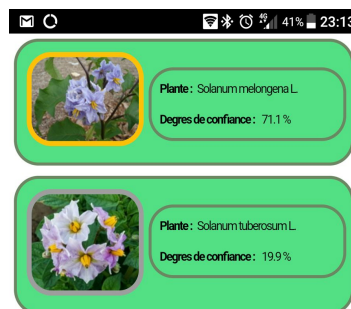 4G 41% 23:13
Plante : Solanum melongena L.
Degres de confiance : 71.1 %
Plante : Solanum tuberosum L.
Degres de confiance : 19.9 %